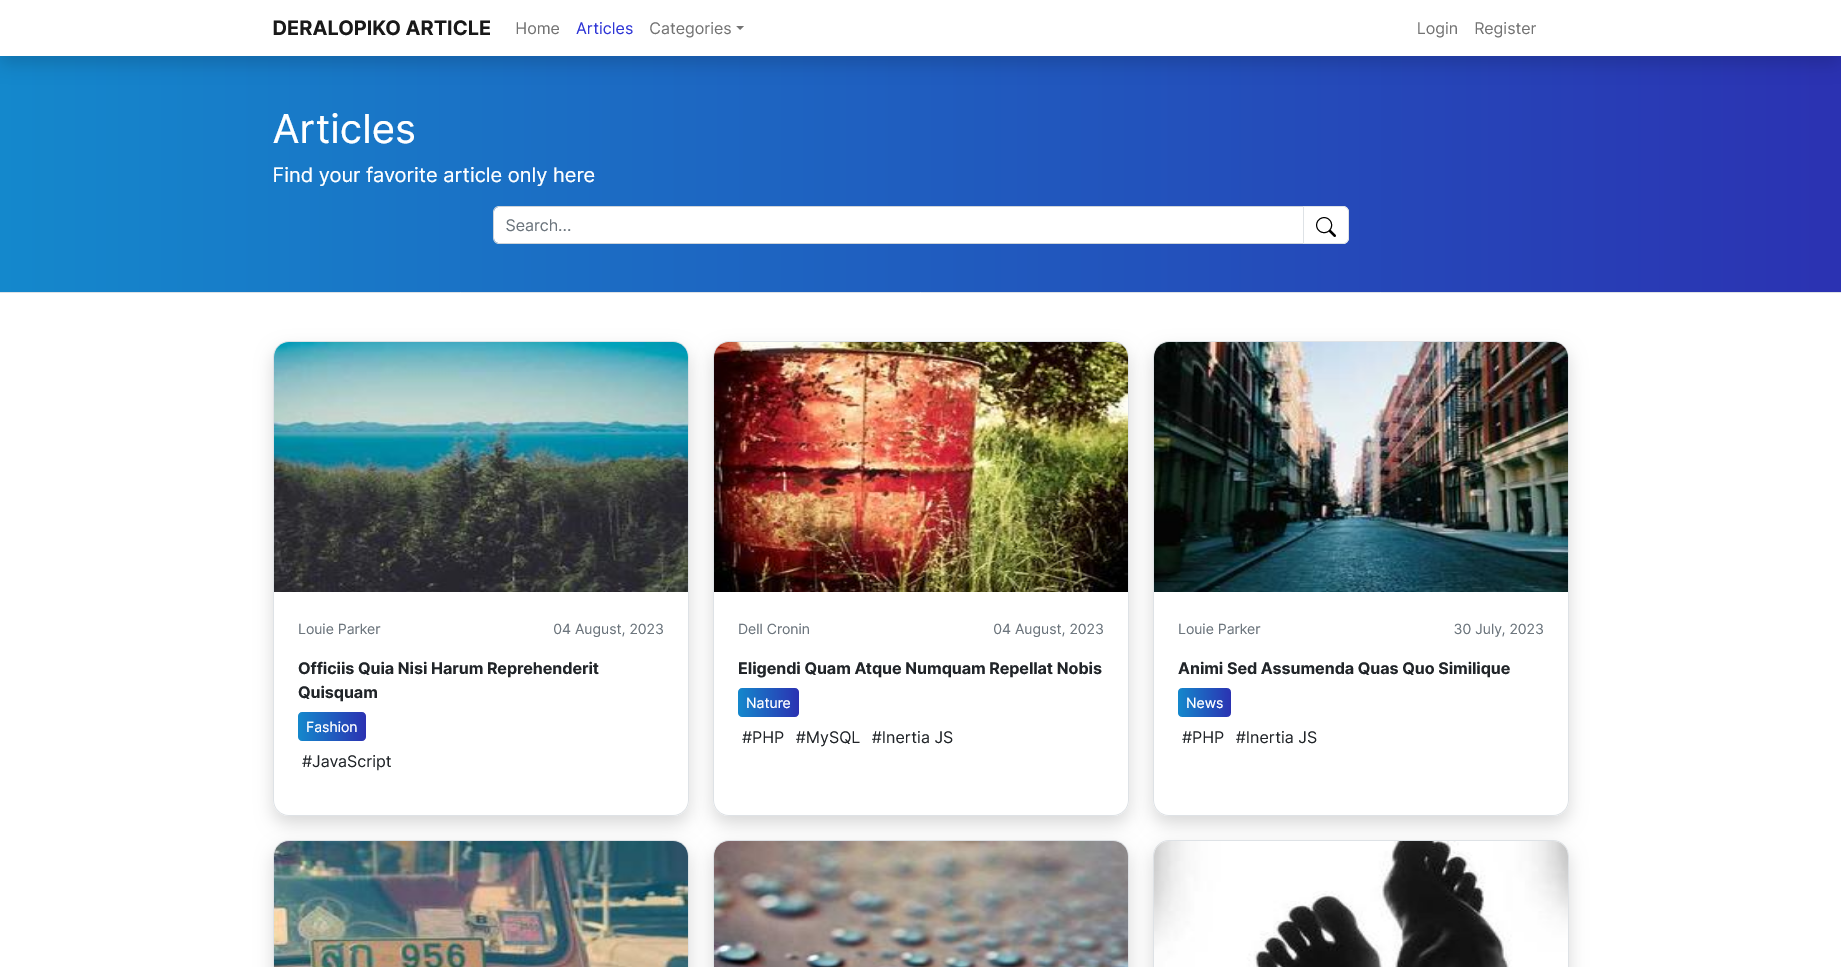 DERALOPIKO ARTICLE Home Articles Categories Login Register
Articles
Find your favorite article only here
Search...
Louie Parker 04 August, 2023
Officiis Quia Nisi Harum Reprehenderit
Quisquam
Fashion
#JavaScript
Dell Cronin 04 August, 2023
Eligendi Quam Atque Numquam Repellat Nobis
Nature
#PHP #MySQL #Inertia JS
Louie Parker 30 July, 2023
Animi Sed Assumenda Quas Quo Similique
News
#PHP #Inertia JS
สภ 956